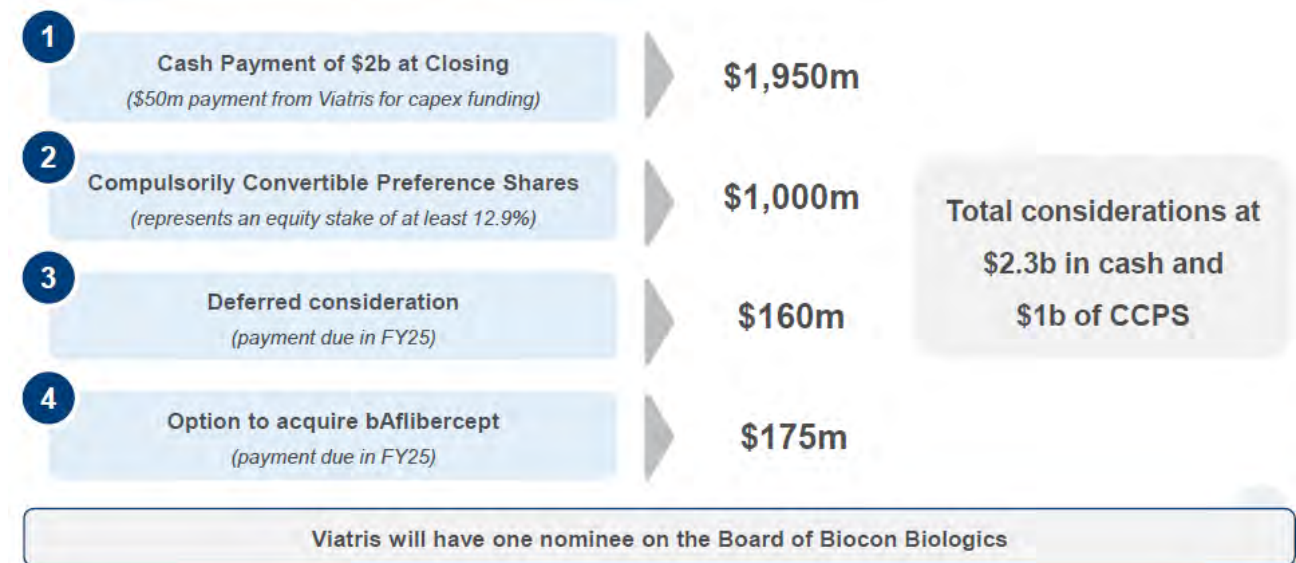 1
Cash Payment of $2b at Closing
($50m payment from Viatris for capex funding)
$1,950m
2
Compulsorily Convertible Preference Shares
(represents an equity stake of at least 12.9%)
$1,000m
3
Deferred consideration
(payment due in FY25)
$160m
4
Option to acquire bAflibercept
(payment due in FY25)
$175m
Total considerations at
$2.3b in cash and
$1b of CCPS
Viatris will have one nominee on the Board of Biocon Biologics